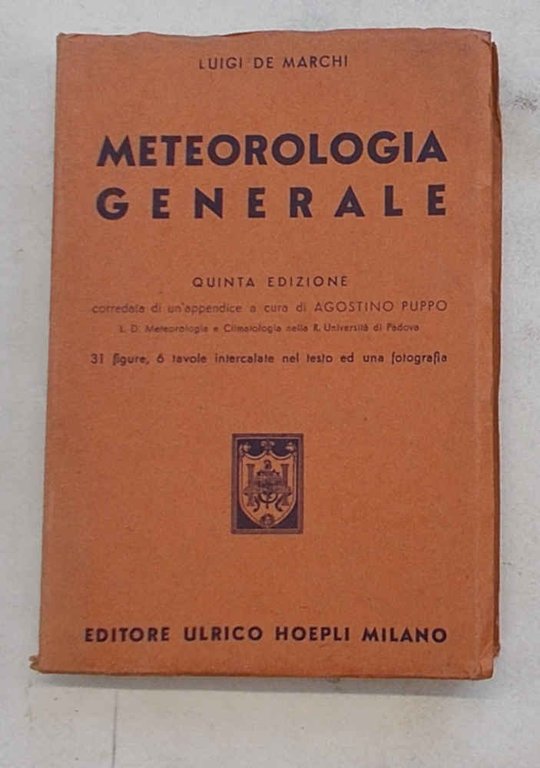 LUIGI DE MARCHI
METEOROLOGIA
GENERALE
QUINTA EDIZIONE
corredata di un'appendice a cura di AGOSTINO PUPPO
L. D. Meteorologia e Climatologia nella R. Università di Padova
31 figure, 6 tavole intercalate nel testo ed una fotografia
EDITORE ULRICO HOEPLI MILANO